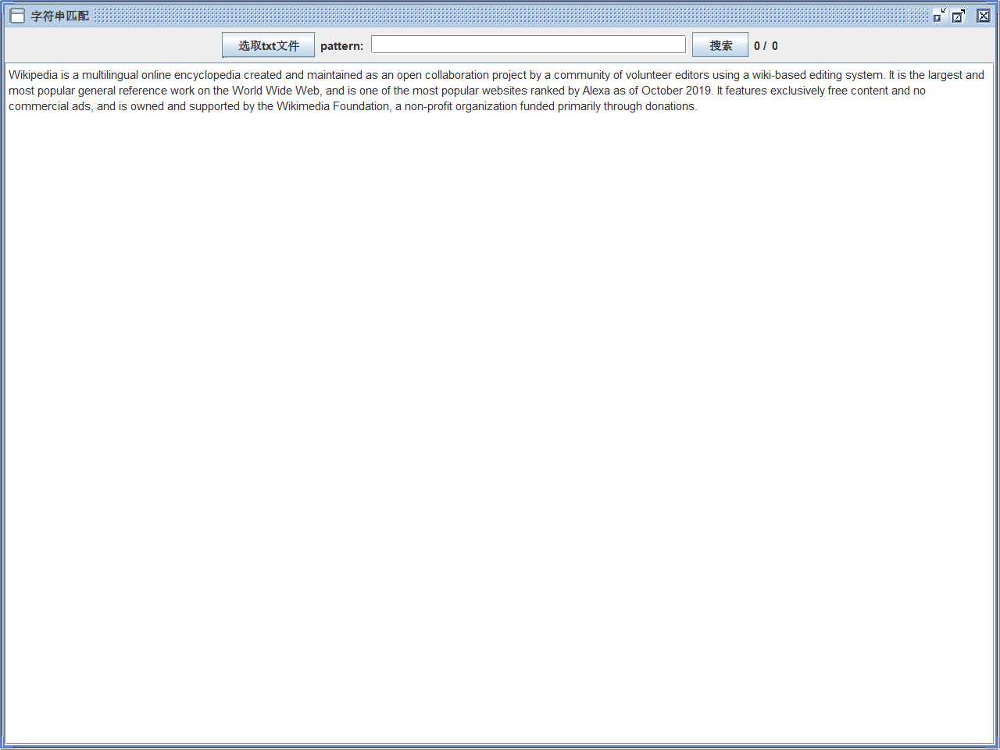 字符串匹配
选取txt文件 pattern: 搜索 0 / 0
Wikipedia is a multilingual online encyclopedia created and maintained as an open collaboration project by a community of volunteer editors using a wiki-based editing system. It is the largest and
most popular general reference work on the World Wide Web, and is one of the most popular websites ranked by Alexa as of October 2019. It features exclusively free content and no
commercial ads, and is owned and supported by the Wikimedia Foundation, a non-profit organization funded primarily through donations.